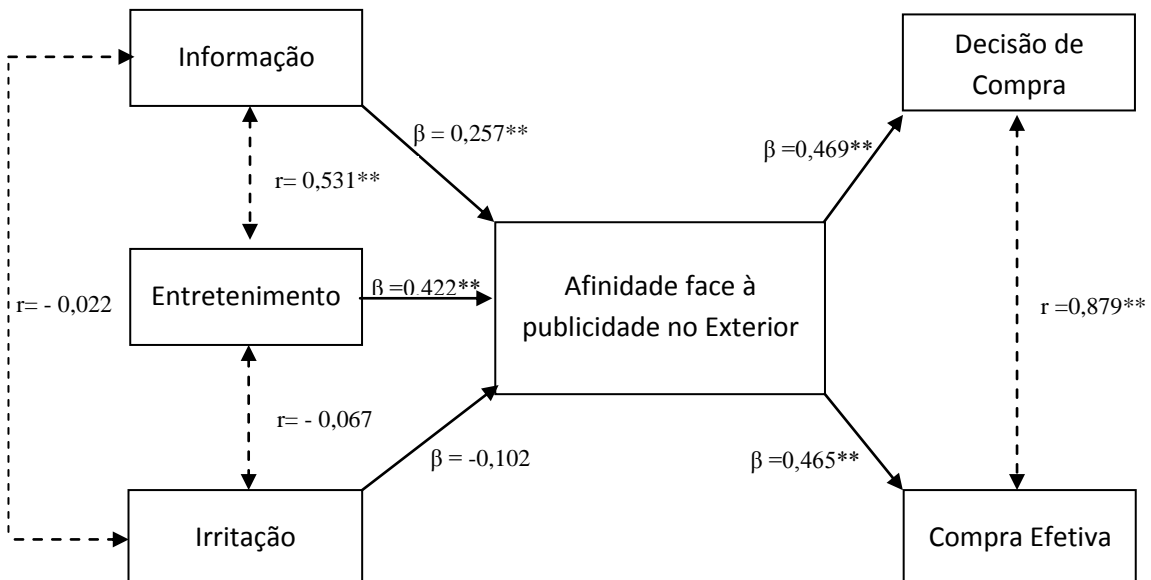 Informação
Decisão de
Compra
β = 0,257**
β =0,469**
r= 0,531**
Entretenimento
β =0,422**
Afinidade face à
publicidade no Exterior
r= - 0,022
r =0,879**
r= - 0,067
β = -0,102
β =0,465**
Irritação
Compra Efetiva